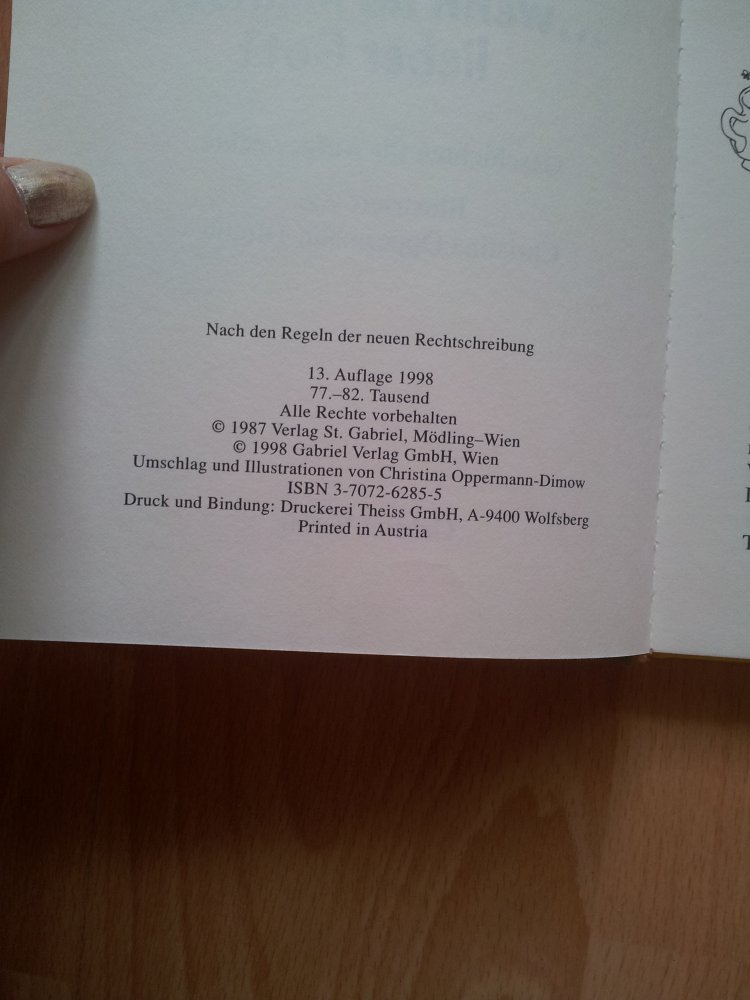 Nach den Regeln der neuen Rechtschreibung
13. Auflage 1998
77.–82. Tausend
Alle Rechte vorbehalten
© 1987 Verlag St. Gabriel, Mödling–Wien
© 1998 Gabriel Verlag GmbH, Wien
Umschlag und Illustrationen von Christina Oppermann-Dimow
ISBN 3-7072-6285-5
Druck und Bindung: Druckerei Theiss GmbH, A-9400 Wolfsberg
Printed in Austria